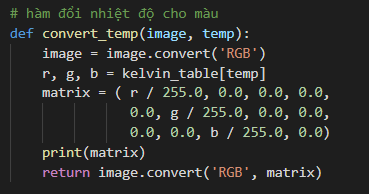 # hàm đổi nhiệt độ cho màu
def convert_temp(image, temp):
    image = image.convert('RGB')
    r, g, b = kelvin_table[temp]
    matrix = ( r / 255.0, 0.0, 0.0, 0.0,
               0.0, g / 255.0, 0.0, 0.0,
               0.0, 0.0, b / 255.0, 0.0)
    print(matrix)
    return image.convert('RGB', matrix)